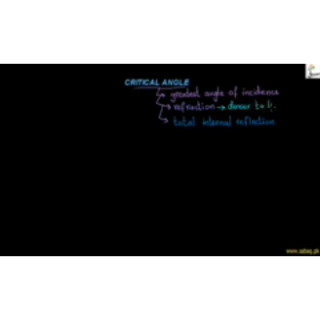 CRITICAL ANGLE
greatest angle of incidence
refraction → denser to
total internal reflection
www.sabaq.pk